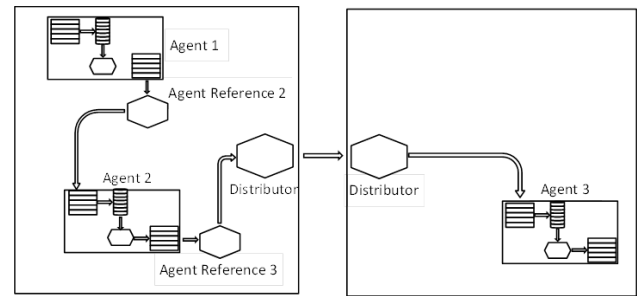 Agent 1
Agent Reference 2
Agent 2
Distributor
Distributor
Agent 3
Agent Reference 3